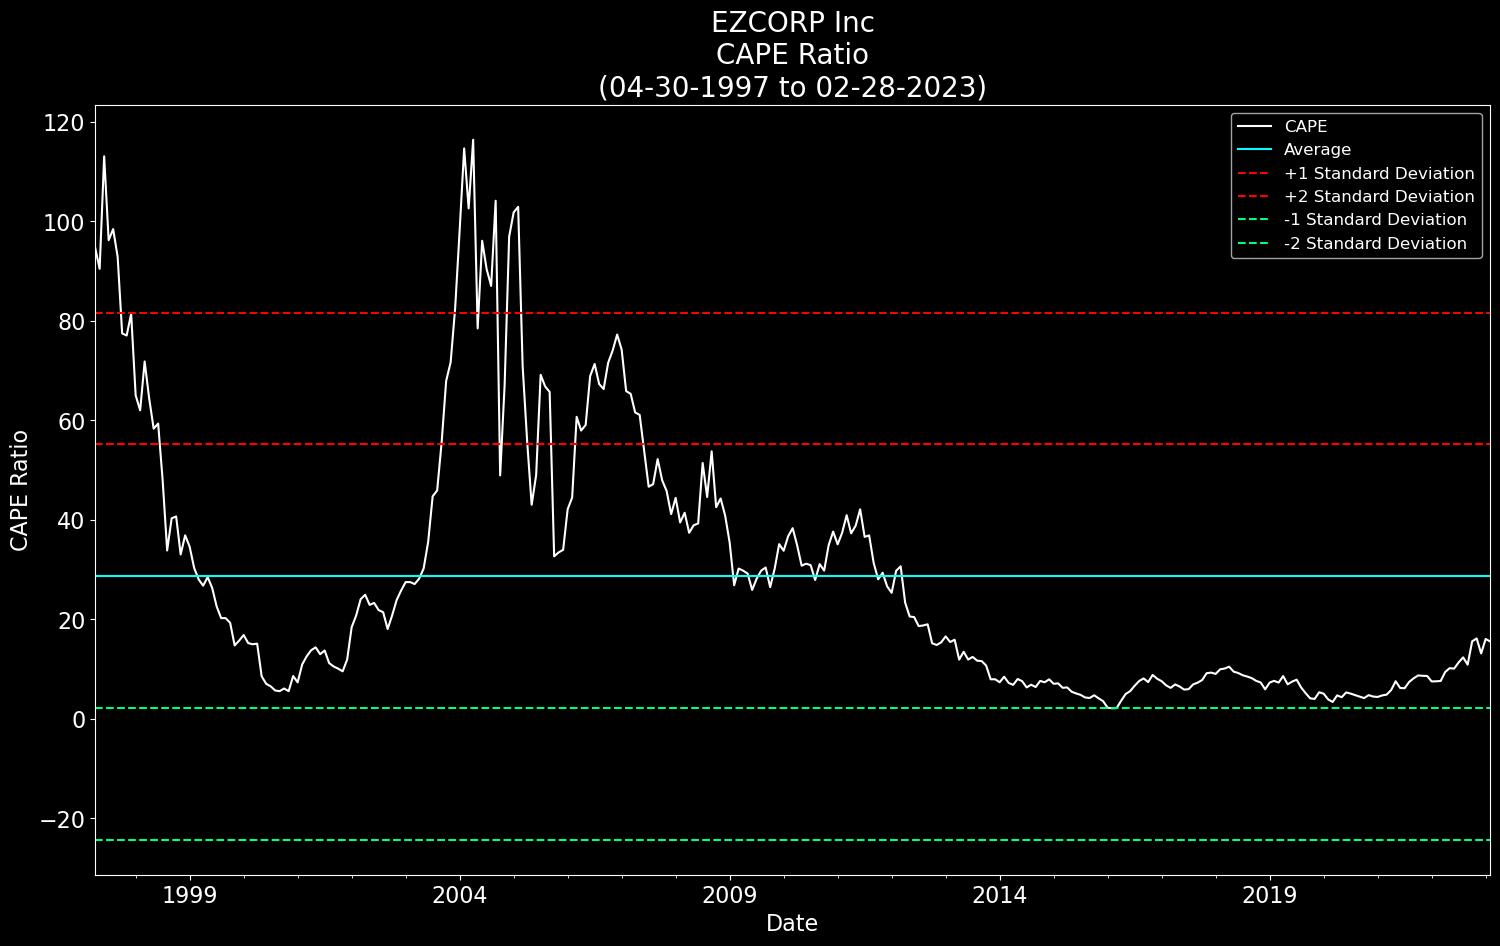 EZCORP Inc
CAPE Ratio
(04-30-1997 to 02-28-2023)
CAPE
Average
+1 Standard Deviation
+2 Standard Deviation
-1 Standard Deviation
-2 Standard Deviation
120
100
80
60
40
20
0
−20
CAPE Ratio
1999 2004 2009 2014 2019
Date